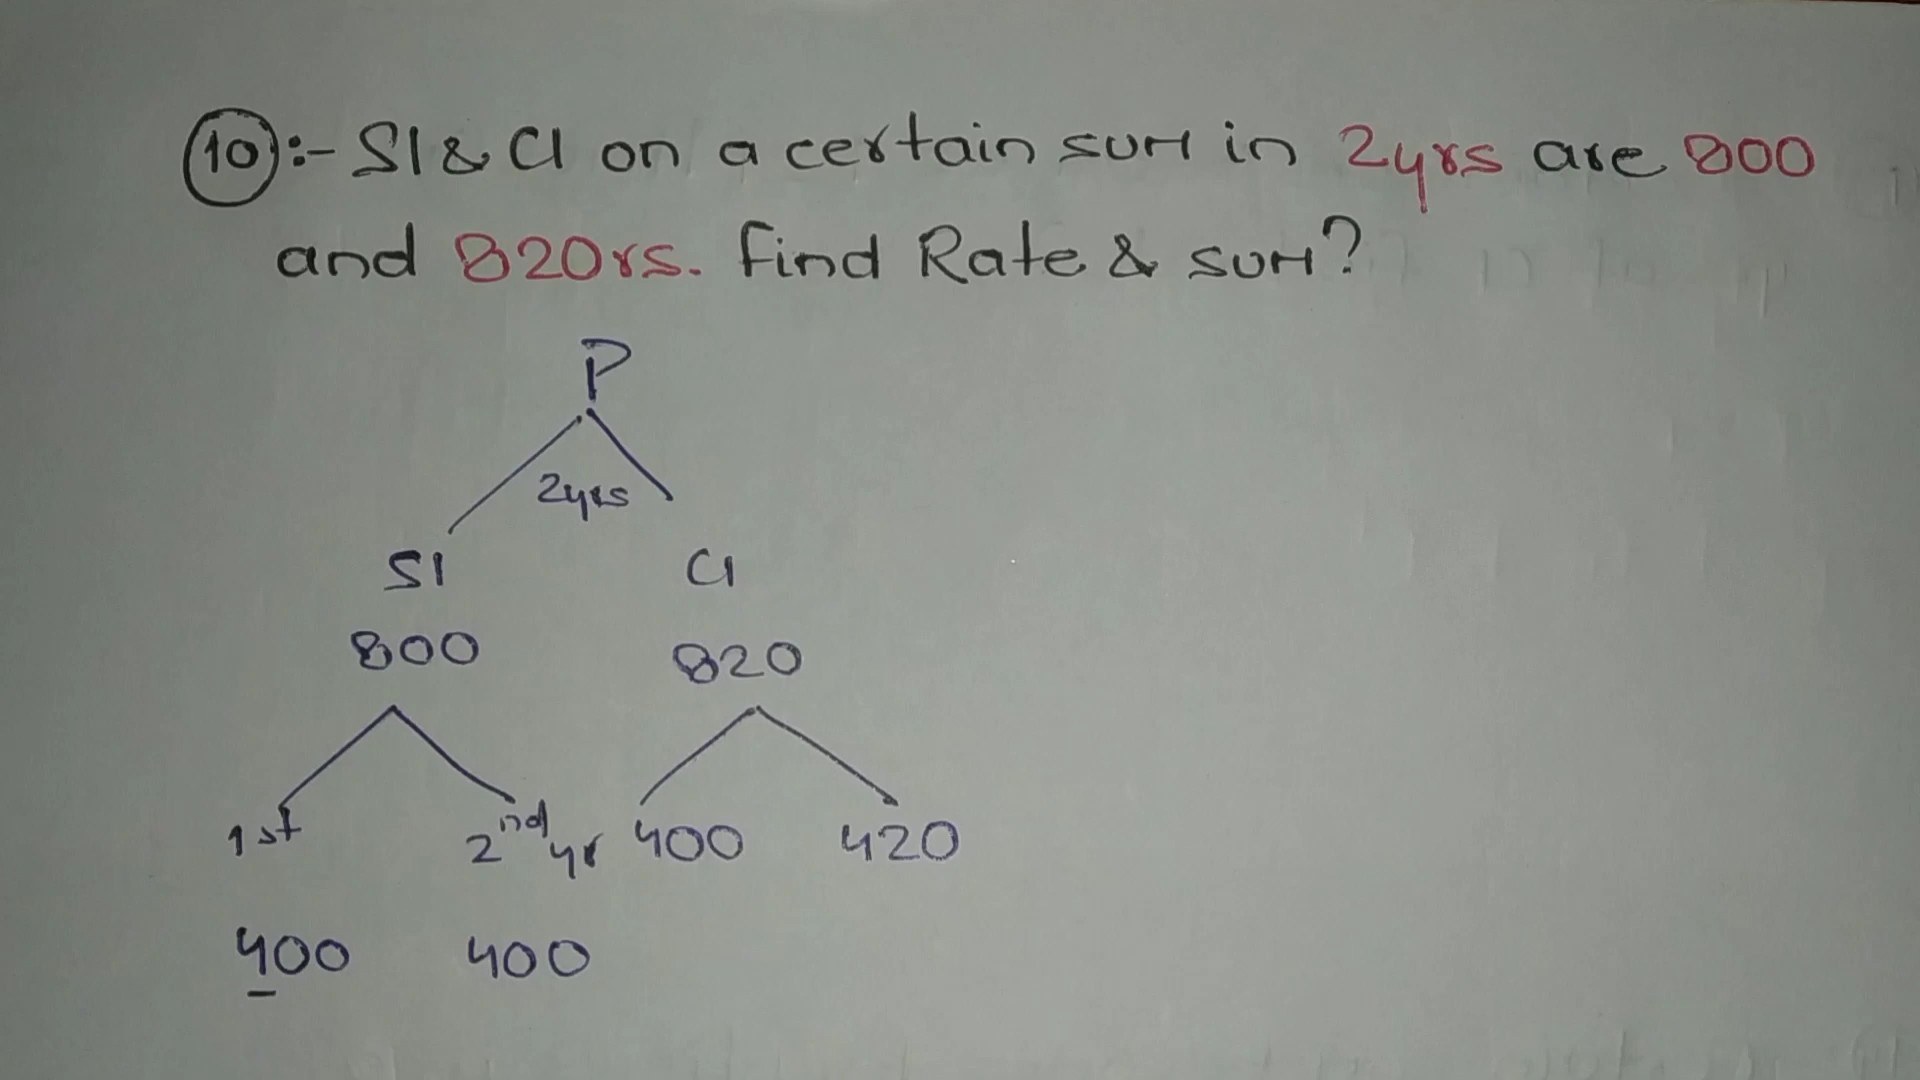 10:- SI & CI on a certain sum in 2yrs are 800
and 820rs. Find Rate & sum?
P
2yrs
SI CI
800 820
1st 2nd yr 400 420
400 400